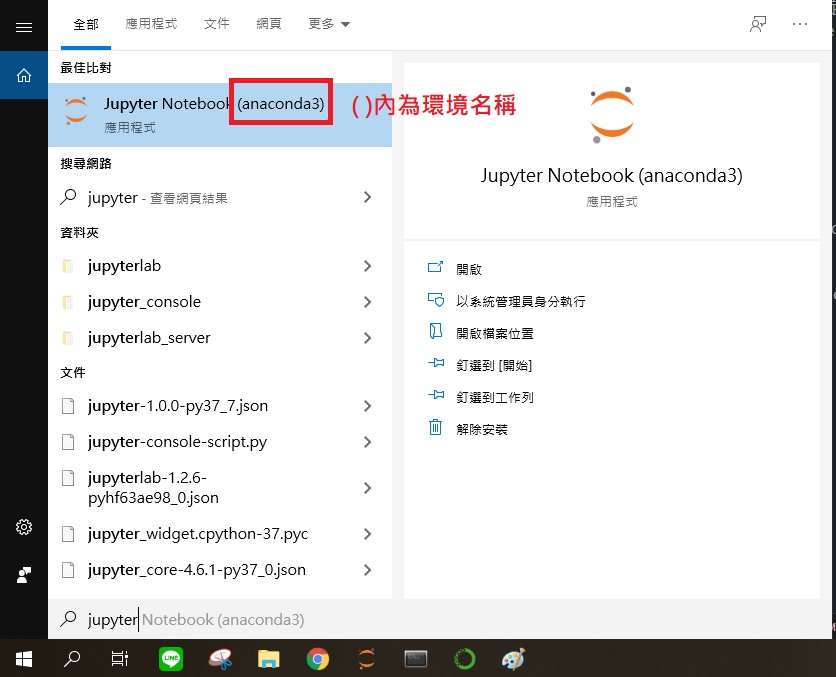 全部 應用程式 文件 網頁 更多
最佳比對
Jupyter Notebook (anaconda3)
應用程式
( )內為環境名稱
搜尋網路
jupyter - 查看網頁結果
資料夾
jupyterlab
jupyter_console
jupyterlab_server
文件
jupyter-1.0.0-py37_7.json
jupyter-console-script.py
jupyterlab-1.2.6-
pyhf63ae98_0.json
jupyter_widget.cpython-37.pyc
jupyter_core-4.6.1-py37_0.json
jupyter Notebook (anaconda3)
Jupyter Notebook (anaconda3)
應用程式
開啟
以系統管理員身分執行
開啟檔案位置
釘選到 [開始]
釘選到工作列
解除安裝
LINE